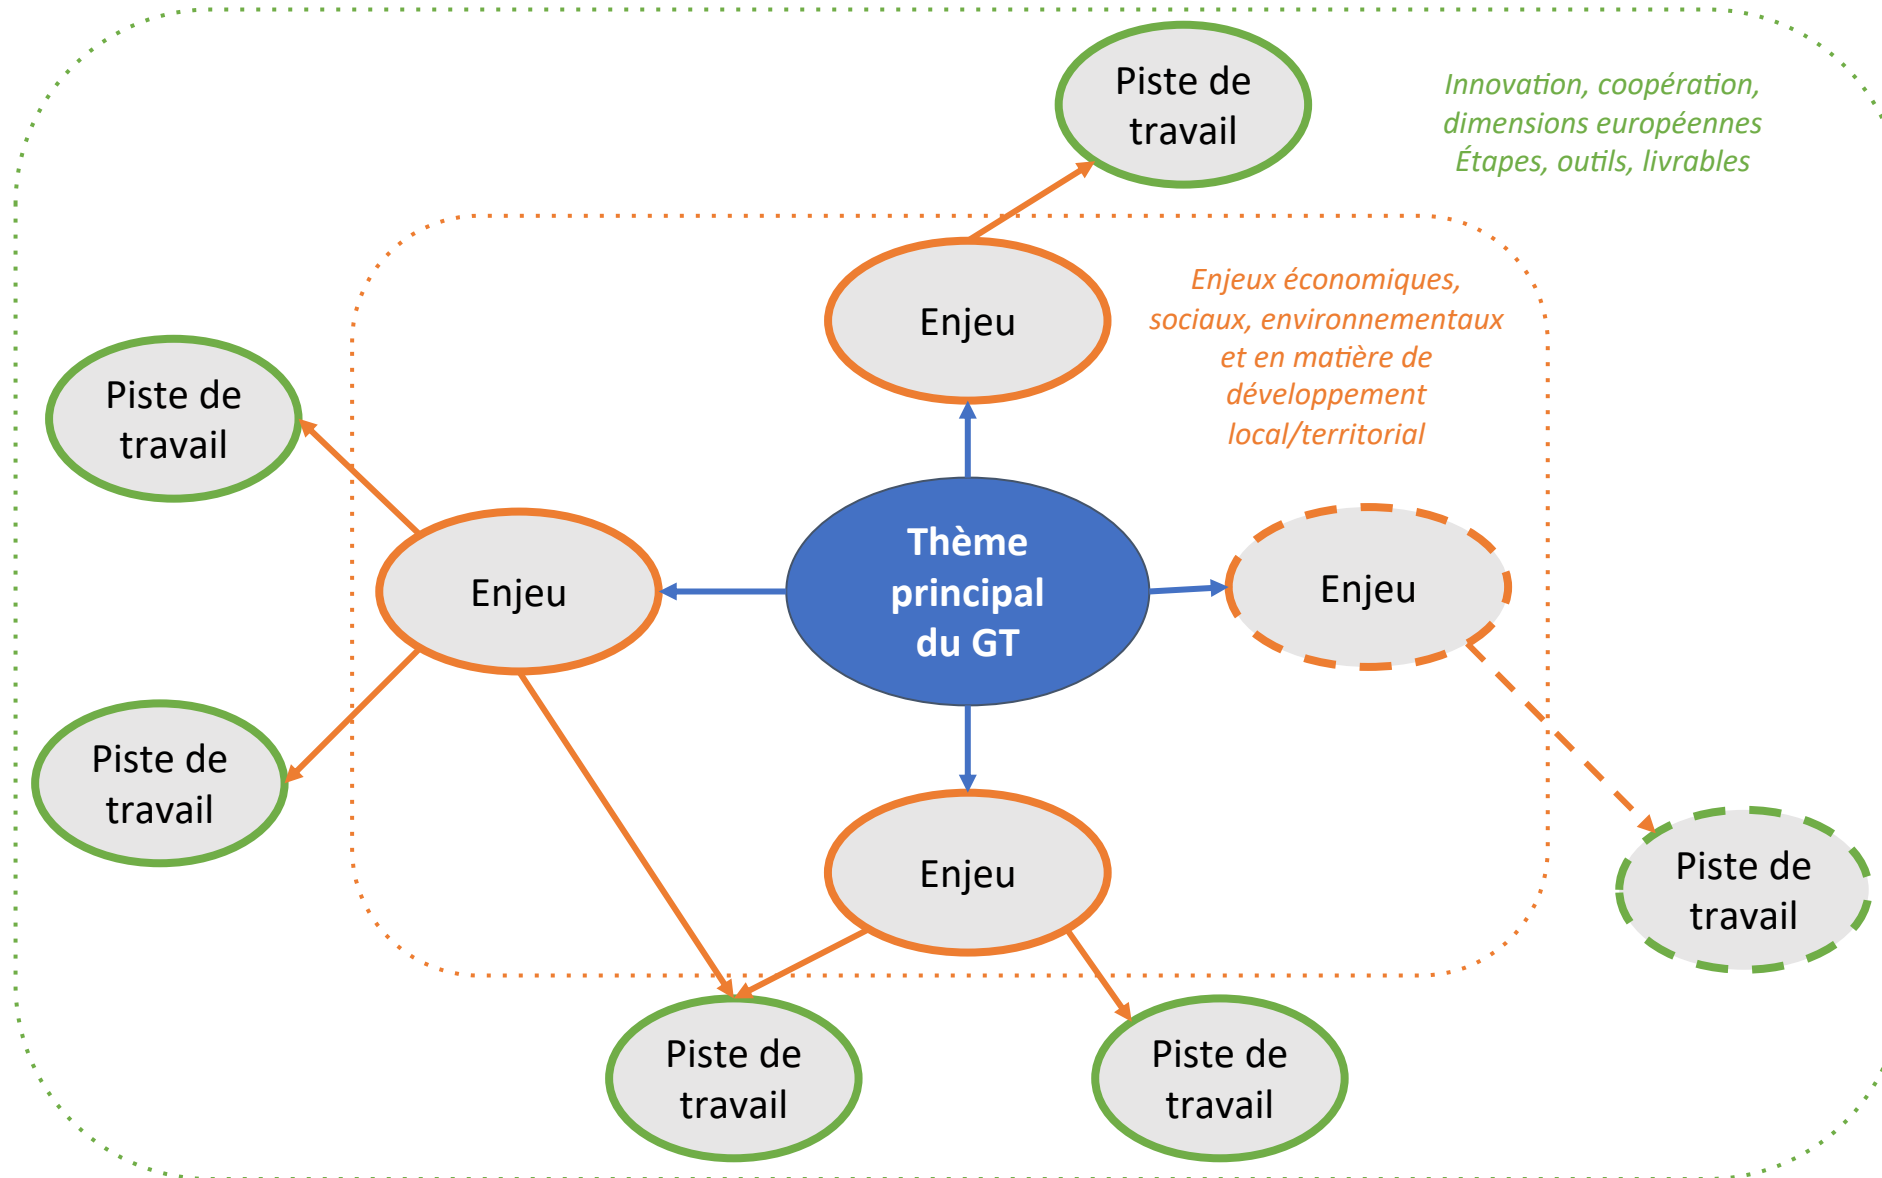 Piste de
travail
Innovation, coopération,
dimensions européennes
Étapes, outils, livrables
Enjeu
Enjeux économiques,
sociaux, environnementaux
et en matière de
développement
local/territorial
Piste de
travail
Enjeu
Thème
principal
du GT
Enjeu
Piste de
travail
Enjeu
Piste de
travail
Piste de
travail
Piste de
travail